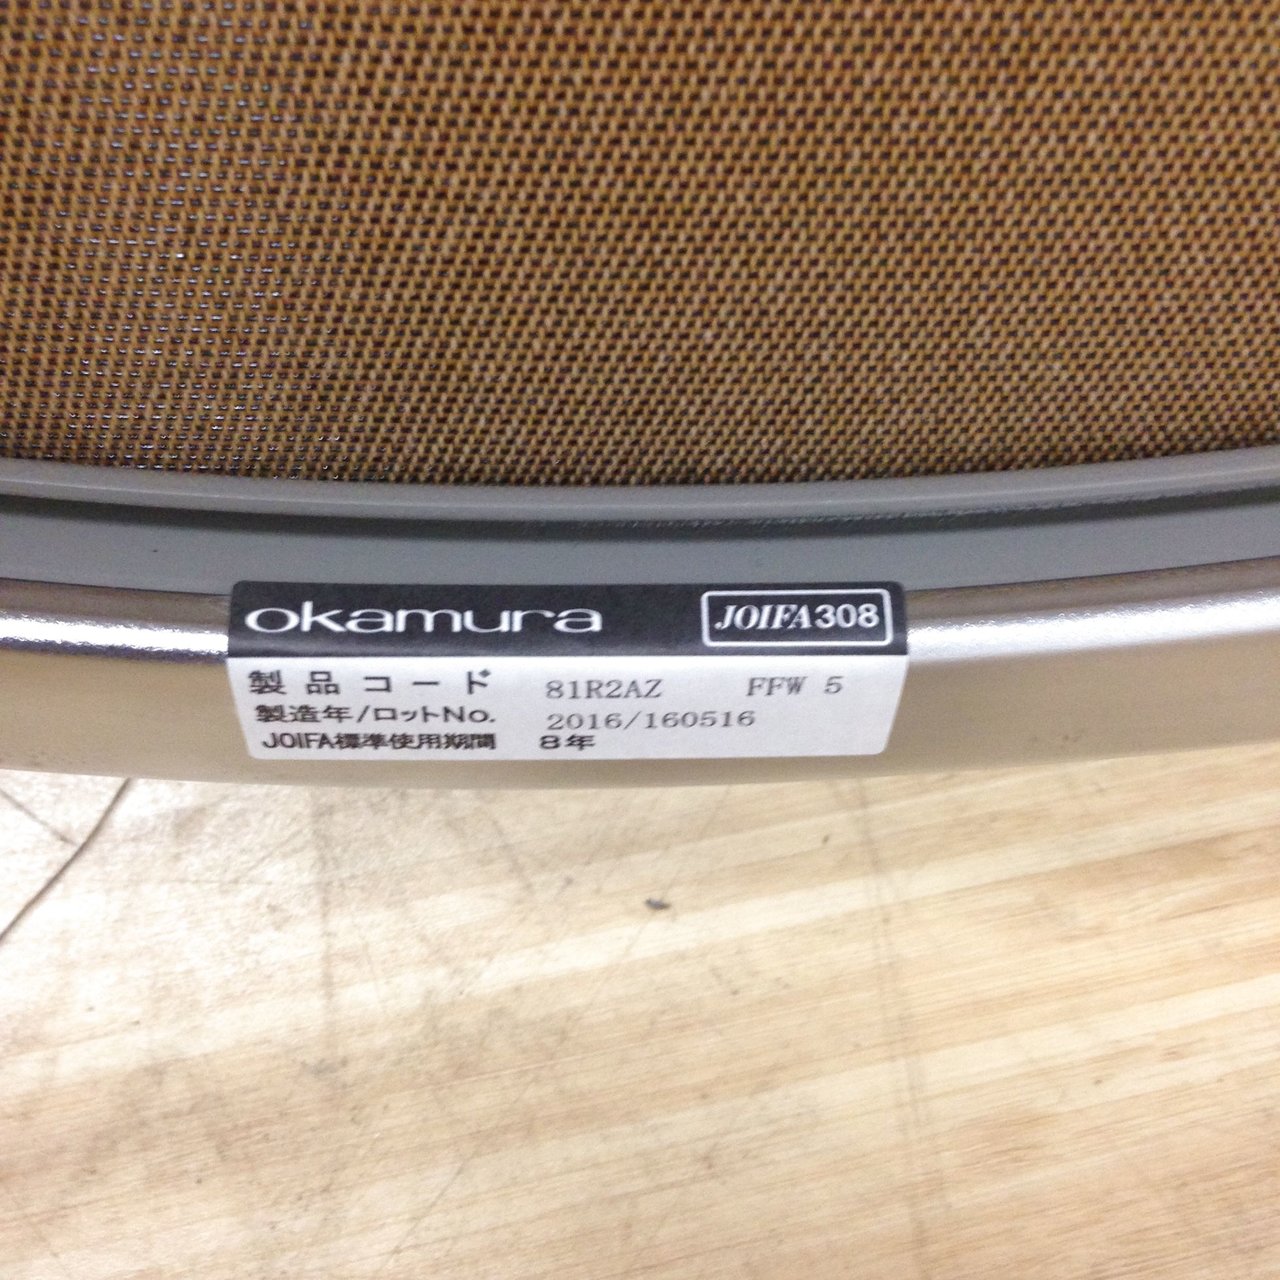 okamura JOIFA308
製品コード 81R2AZ FFW 5
製造年/ロットNo. 2016/160516
JOIFA標準使用期間 8年